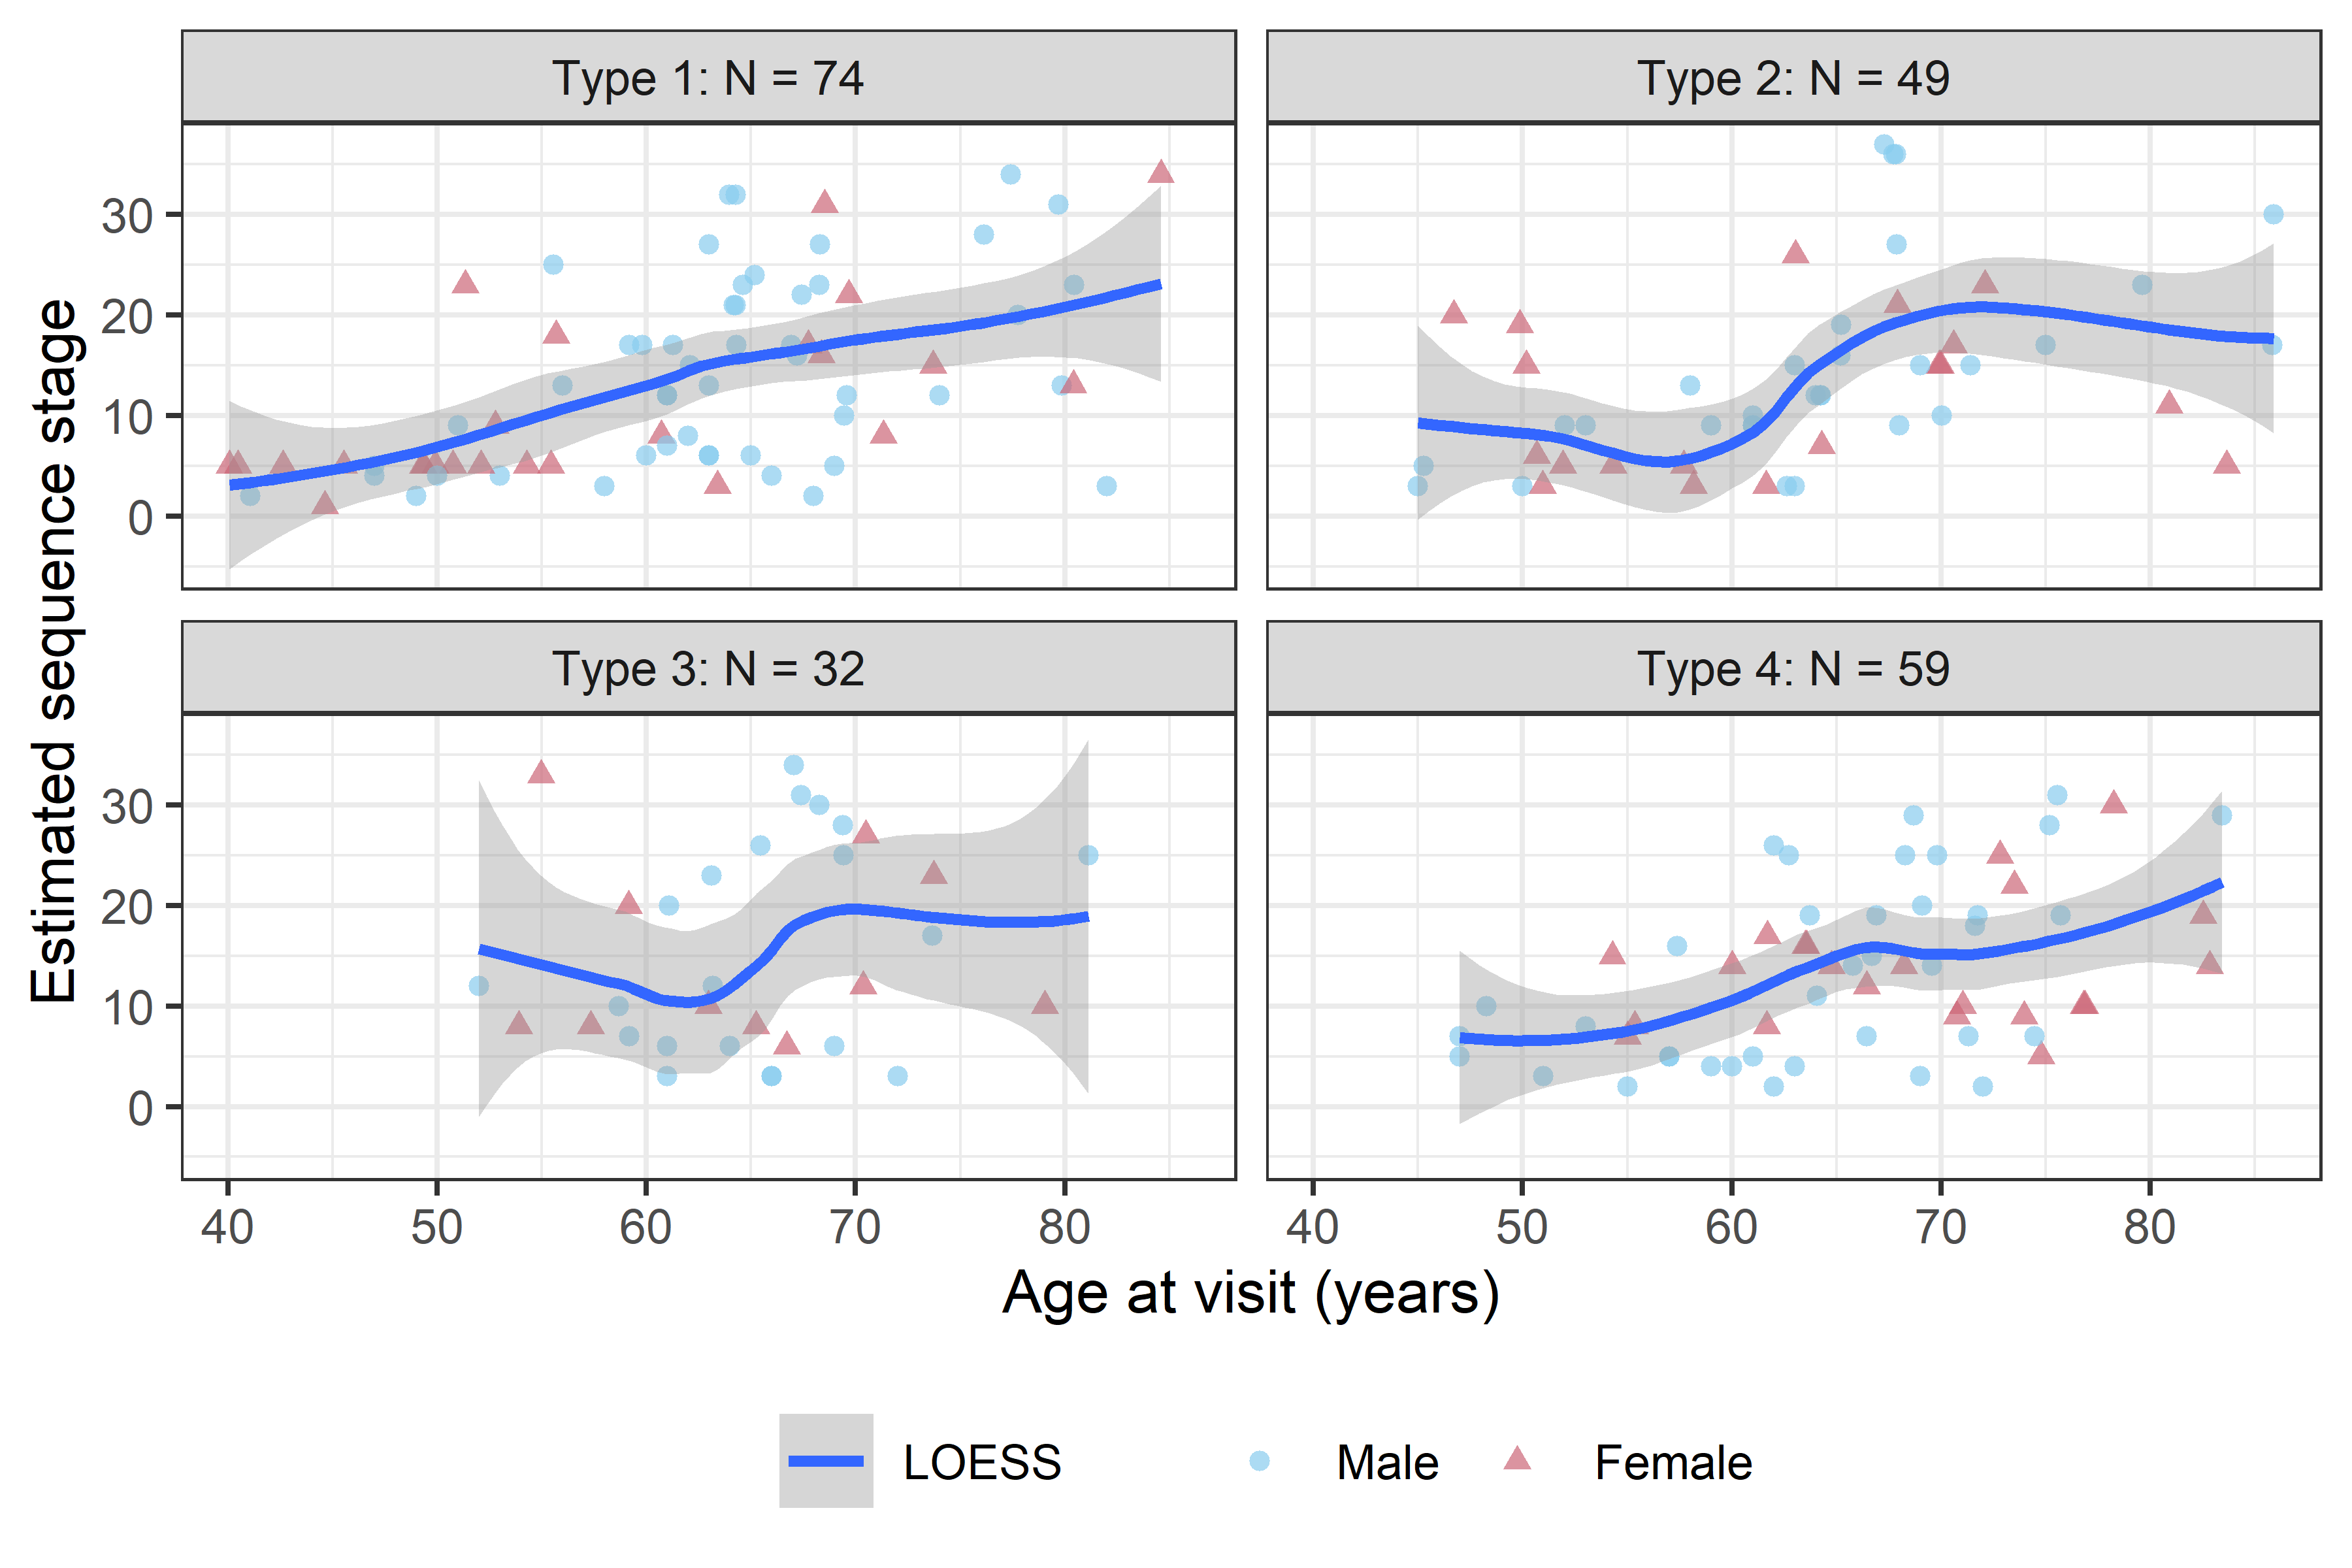 Type 1: N = 74
Type 2: N = 49
30
20
10
0
Type 3: N = 32
Type 4: N = 59
30
20
10
0
Estimated sequence stage
40 50 60 70 80 40 50 60 70 80
Age at visit (years)
LOESS Male Female